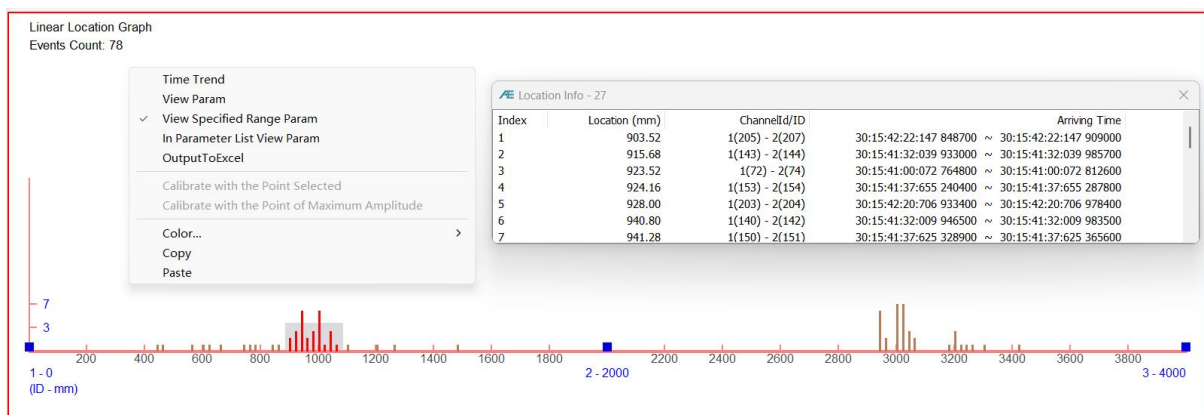 Linear Location Graph
Events Count: 78
Time Trend
View Param
✓ View Specified Range Param
In Parameter List View Param
OutputToExcel
Calibrate with the Point Selected
Calibrate with the Point of Maximum Amplitude
Color... >
Copy
Paste
AE Location Info - 27
Index Location (mm) ChannelId/ID Arriving Time
1 903.52 1(205) - 2(207) 30:15:42:22:147 848700 ~ 30:15:42:22:147 909000
2 915.68 1(143) - 2(144) 30:15:41:32:039 933000 ~ 30:15:41:32:039 985700
3 923.52 1(72) - 2(74) 30:15:41:00:072 764800 ~ 30:15:41:00:072 812600
4 924.16 1(153) - 2(154) 30:15:41:37:655 240400 ~ 30:15:41:37:655 287800
5 928.00 1(203) - 2(204) 30:15:42:20:706 933400 ~ 30:15:42:20:706 978400
6 940.80 1(140) - 2(142) 30:15:41:32:009 946500 ~ 30:15:41:32:009 983500
7 941.28 1(150) - 2(151) 30:15:41:37:625 328900 ~ 30:15:41:37:625 365600
7
3
200 400 600 800 1000 1200 1400 1600 1800 2200 2400 2600 2800 3000 3200 3400 3600 3800
1 - 0 2 - 2000 3 - 4000
(ID - mm)